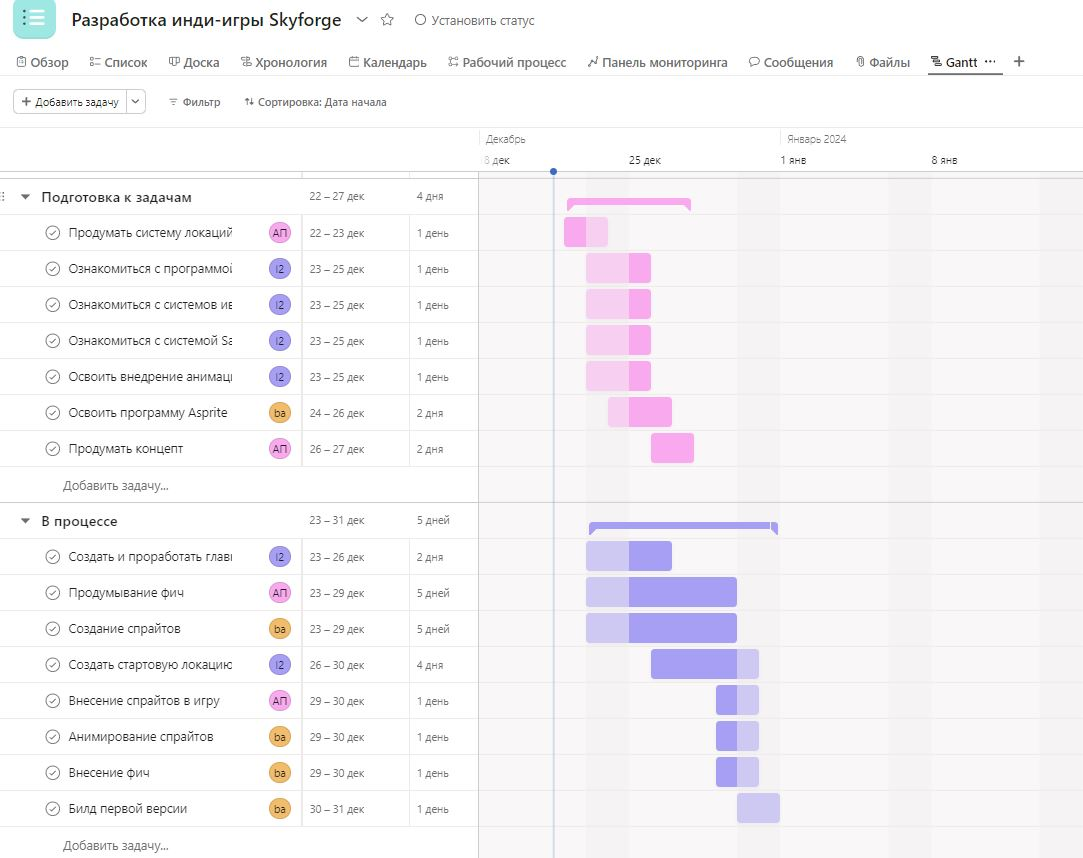 Разработка инди-игры Skyforge
Установить статус
Обзор Список Доска Хронология Календарь Рабочий процесс Панель мониторинга Сообщения Файлы Gantt ··· +
+ Добавить задачу Фильтр Сортировка: Дата начала
Декабрь Январь 2024
8 дек 25 дек 1 янв 8 янв
Подготовка к задачам 22 – 27 дек 4 дня
Продумать систему локаций АП 22 – 23 дек 1 день
Ознакомиться с программой I2 23 – 25 дек 1 день
Ознакомиться с системов ив I2 23 – 25 дек 1 день
Ознакомиться с системой Sa I2 23 – 25 дек 1 день
Освоить внедрение анимац I2 23 – 25 дек 1 день
Освоить программу Asprite ba 24 – 26 дек 2 дня
Продумать концепт АП 26 – 27 дек 2 дня
Добавить задачу...
В процессе 23 – 31 дек 5 дней
Создать и проработать глав I2 23 – 26 дек 2 дня
Продумывание фич АП 23 – 29 дек 5 дней
Создание спрайтов ba 23 – 29 дек 5 дней
Создать стартовую локацию I2 26 – 30 дек 4 дня
Внесение спрайтов в игру АП 29 – 30 дек 1 день
Анимирование спрайтов ba 29 – 30 дек 1 день
Внесение фич ba 29 – 30 дек 1 день
Билд первой версии ba 30 – 31 дек 1 день
Добавить задачу...